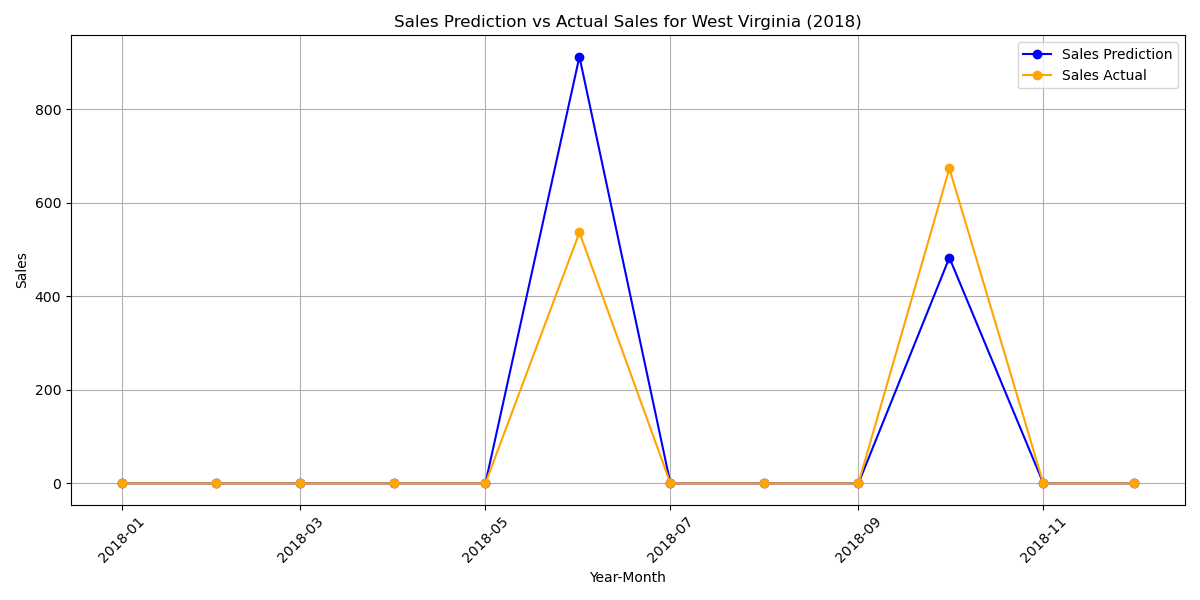 Sales Prediction vs Actual Sales for West Virginia (2018)
Sales Prediction
Sales Actual
Sales
800
600
400
200
0
2018-01
2018-03
2018-05
2018-07
2018-09
2018-11
Year-Month